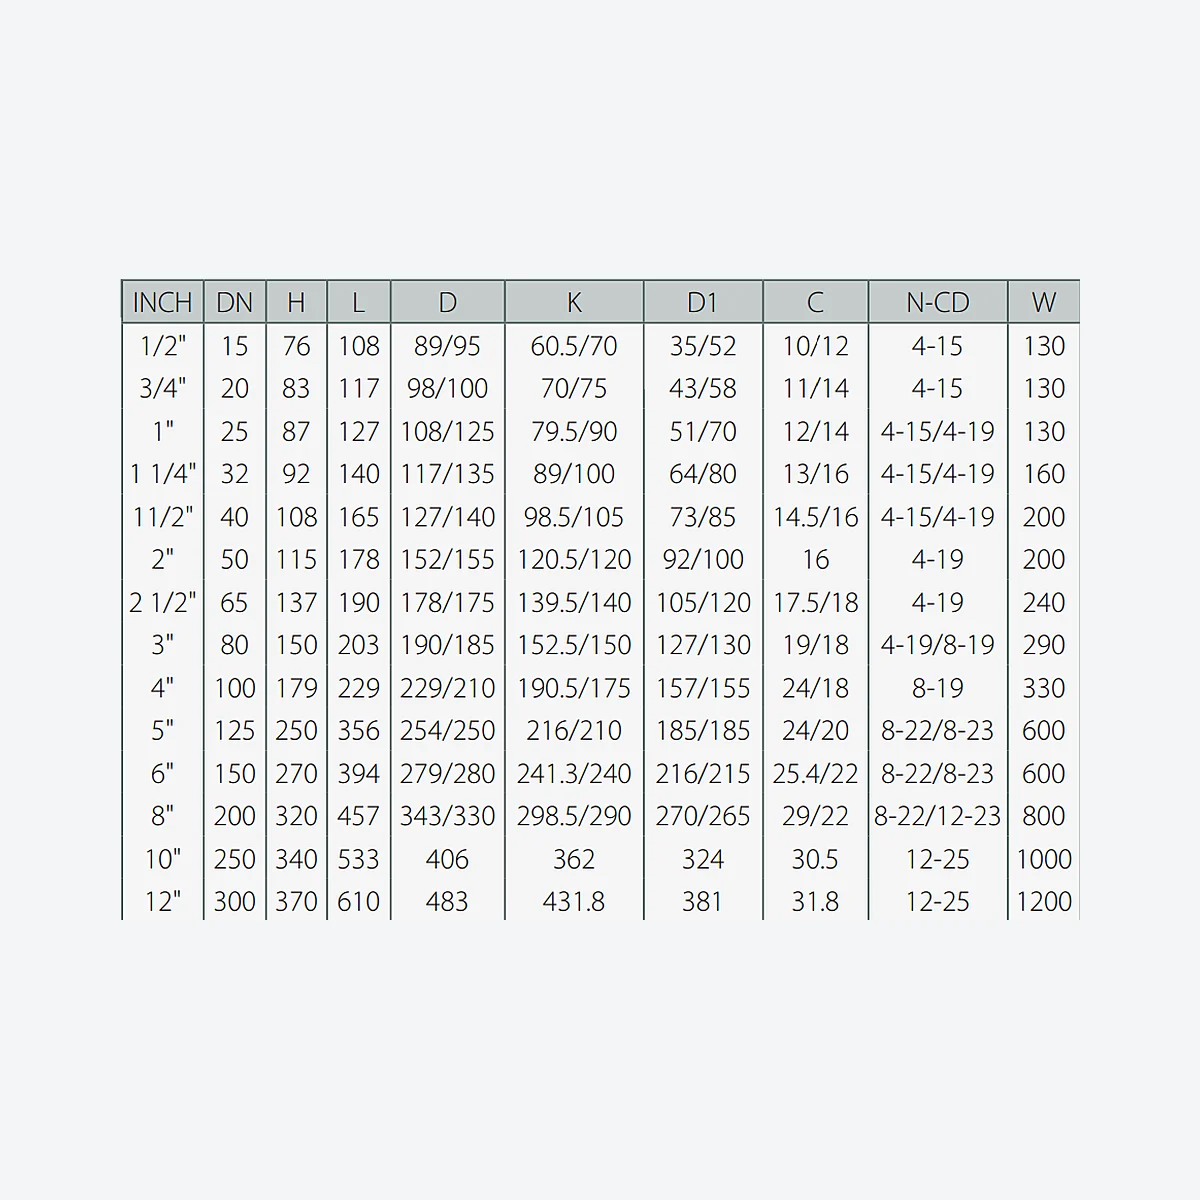 INCH DN H L D K D1 C N-CD W
1/2" 15 76 108 89/95 60.5/70 35/52 10/12 4-15 130
3/4" 20 83 117 98/100 70/75 43/58 11/14 4-15 130
1" 25 87 127 108/125 79.5/90 51/70 12/14 4-15/4-19 130
1 1/4" 32 92 140 117/135 89/100 64/80 13/16 4-15/4-19 160
11/2" 40 108 165 127/140 98.5/105 73/85 14.5/16 4-15/4-19 200
2" 50 115 178 152/155 120.5/120 92/100 16 4-19 200
2 1/2" 65 137 190 178/175 139.5/140 105/120 17.5/18 4-19 240
3" 80 150 203 190/185 152.5/150 127/130 19/18 4-19/8-19 290
4" 100 179 229 229/210 190.5/175 157/155 24/18 8-19 330
5" 125 250 356 254/250 216/210 185/185 24/20 8-22/8-23 600
6" 150 270 394 279/280 241.3/240 216/215 25.4/22 8-22/8-23 600
8" 200 320 457 343/330 298.5/290 270/265 29/22 8-22/12-23 800
10" 250 340 533 406 362 324 30.5 12-25 1000
12" 300 370 610 483 431.8 381 31.8 12-25 1200